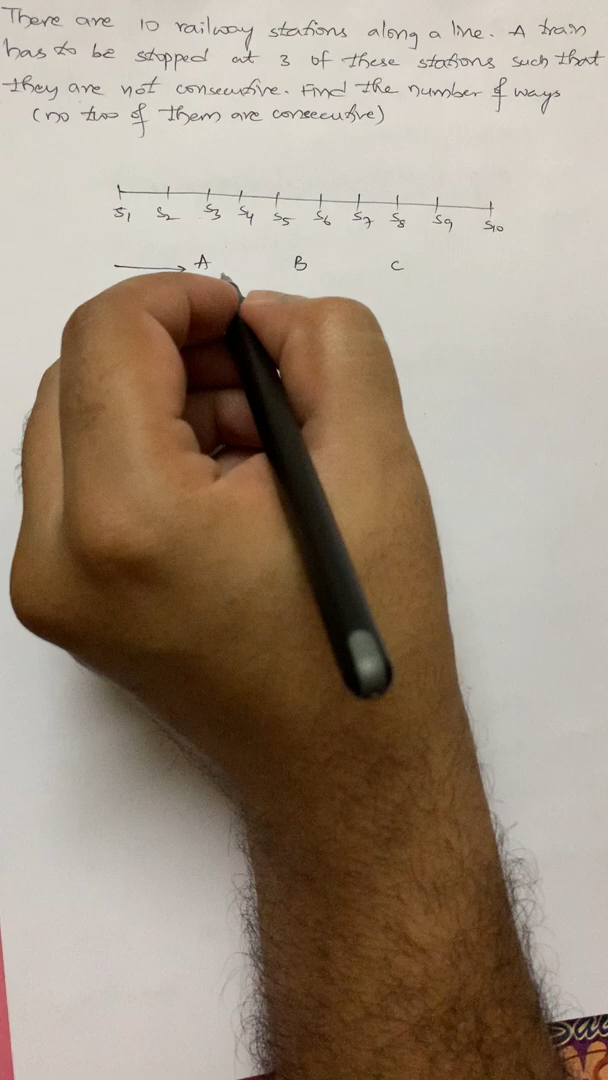 There are 10 railway stations along a line. A train
has to be stopped at 3 of these stations such that
they are not consecutive. Find the number of ways
(no two of them are consecutive)
S1 S2 S3 S4 S5 S6 S7 S8 S9 S10
A B C